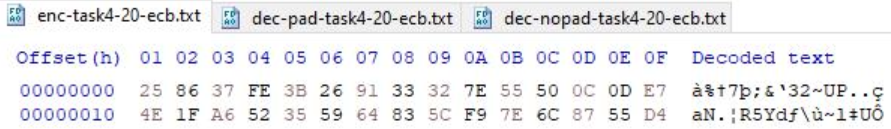 enc-task4-20-ecb.txt dec-pad-task4-20-ecb.txt dec-nopad-task4-20-ecb.txt
Offset(h) 01 02 03 04 05 06 07 08 09 0A 0B 0C 0D 0E 0F Decoded text
00000000 25 86 37 FE 3B 26 91 33 32 7E 55 50 0C 0D E7 à%†7þ;&‘32~UP..ç
00000010 4E 1F A6 52 35 59 64 83 5C F9 7E 6C 87 55 D4 aN.¦R5Ydƒ\ù~l‡UÔ